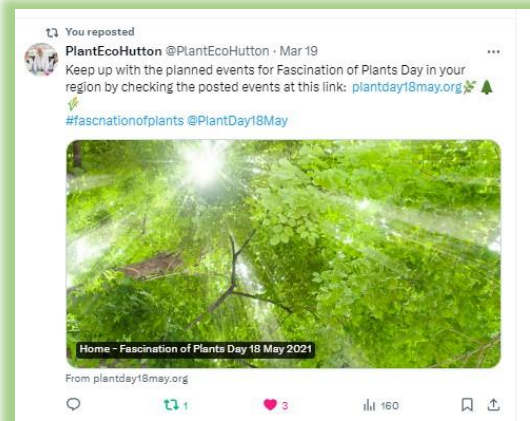 You reposted
PlantEcoHutton @PlantEcoHutton · Mar 19 ...
Keep up with the planned events for Fascination of Plants Day in your
region by checking the posted events at this link: plantday18may.org🌿🌲
🌾
#fascnationofplants @PlantDay18May
Home - Fascination of Plants Day 18 May 2021
From plantday18may.org
1 3 160